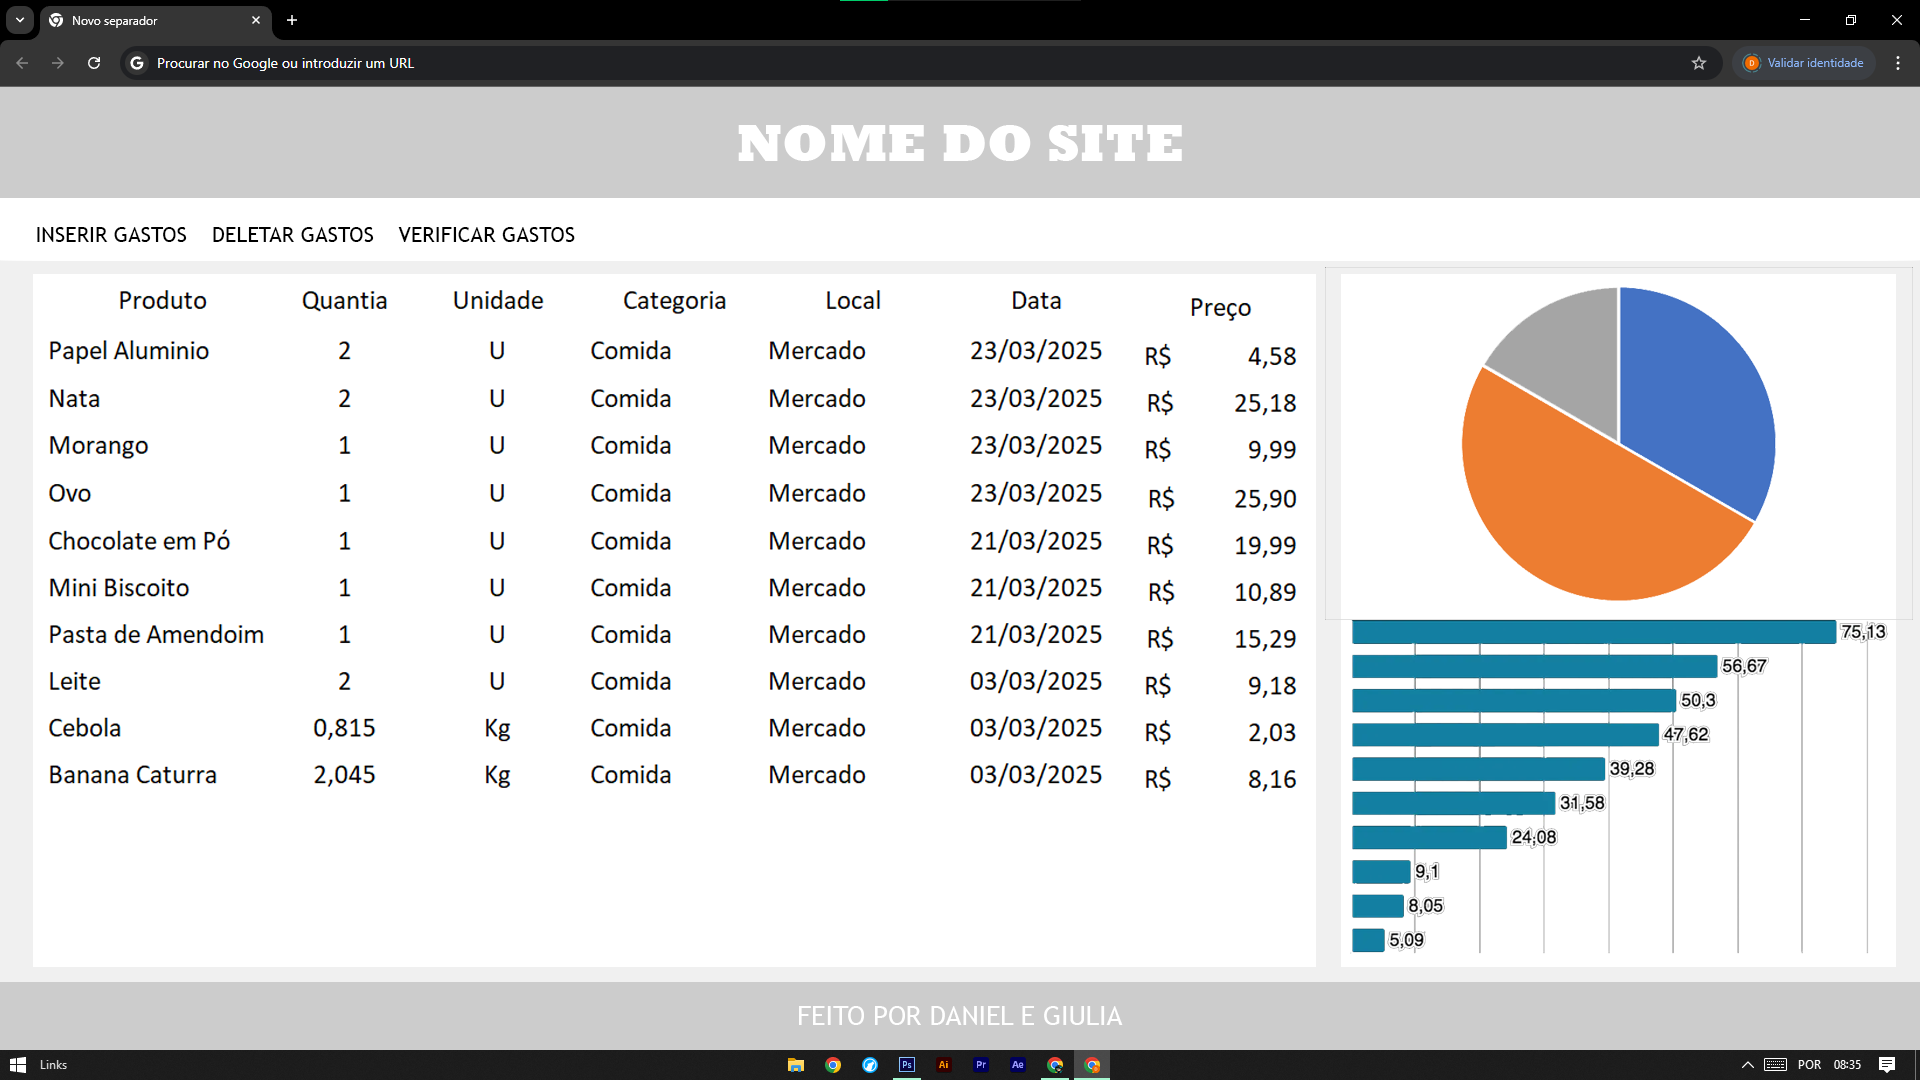 Novo separador
Procurar no Google ou introduzir um URL
Validar identidade
NOME DO SITE
INSERIR GASTOS DELETAR GASTOS VERIFICAR GASTOS
Produto Quantia Unidade Categoria Local Data Preço
Papel Aluminio 2 U Comida Mercado 23/03/2025 R$ 4,58
Nata 2 U Comida Mercado 23/03/2025 R$ 25,18
Morango 1 U Comida Mercado 23/03/2025 R$ 9,99
Ovo 1 U Comida Mercado 23/03/2025 R$ 25,90
Chocolate em Pó 1 U Comida Mercado 21/03/2025 R$ 19,99
Mini Biscoito 1 U Comida Mercado 21/03/2025 R$ 10,89
Pasta de Amendoim 1 U Comida Mercado 21/03/2025 R$ 15,29
Leite 2 U Comida Mercado 03/03/2025 R$ 9,18
Cebola 0,815 Kg Comida Mercado 03/03/2025 R$ 2,03
Banana Caturra 2,045 Kg Comida Mercado 03/03/2025 R$ 8,16
75,13
56,67
50,3
47,62
39,28
31,58
24,08
9,1
8,05
5,09
FEITO POR DANIEL E GIULIA
Links
Ps Ai Pr Ae
POR 08:35